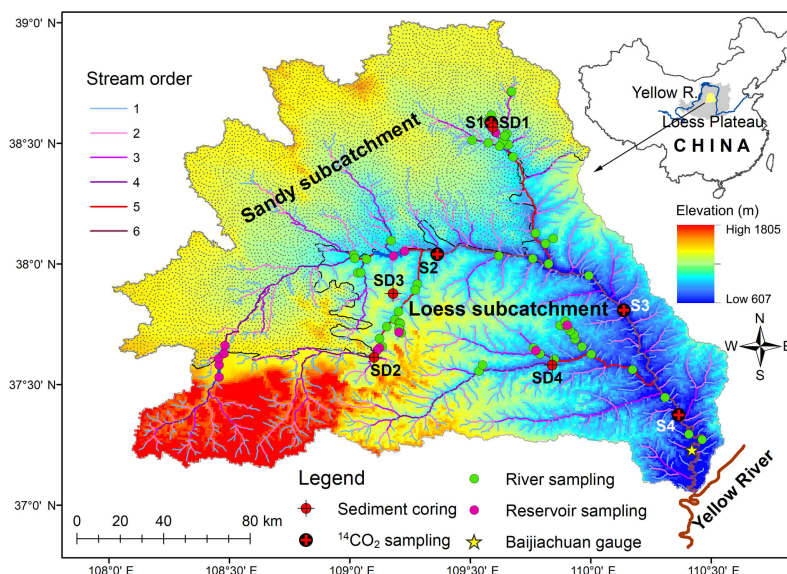 39°0' N
38°30' N
38°0' N
37°30' N
37°0' N
Stream order
1
2
3
4
5
6
Yellow R.
Loess Plateau
CHINA
Elevation (m)
High 1805
Low 607
N
W E
S
Sandy subcatchment
Loess subcatchment
S1 SD1
S2
SD3
S3
SD2
SD4
S4
Yellow River
Legend
Sediment coring
¹⁴CO₂ sampling
River sampling
Reservoir sampling
Baijiachuan gauge
0 20 40 80 km
108°0' E 108°30' E 109°0' E 109°30' E 110°0' E 110°30' E